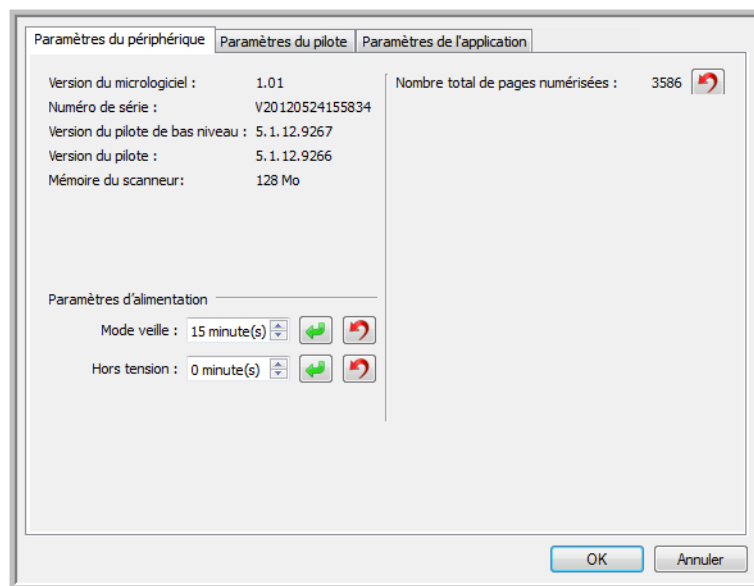 Paramètres du périphérique Paramètres du pilote Paramètres de l'application
Version du micrologiciel : 1.01
Numéro de série : V20120524155834
Version du pilote de bas niveau : 5.1.12.9267
Version du pilote : 5.1.12.9266
Mémoire du scanneur: 128 Mo
Nombre total de pages numérisées : 3586
Paramètres d'alimentation
Mode veille : 15 minute(s)
Hors tension : 0 minute(s)
OK Annuler